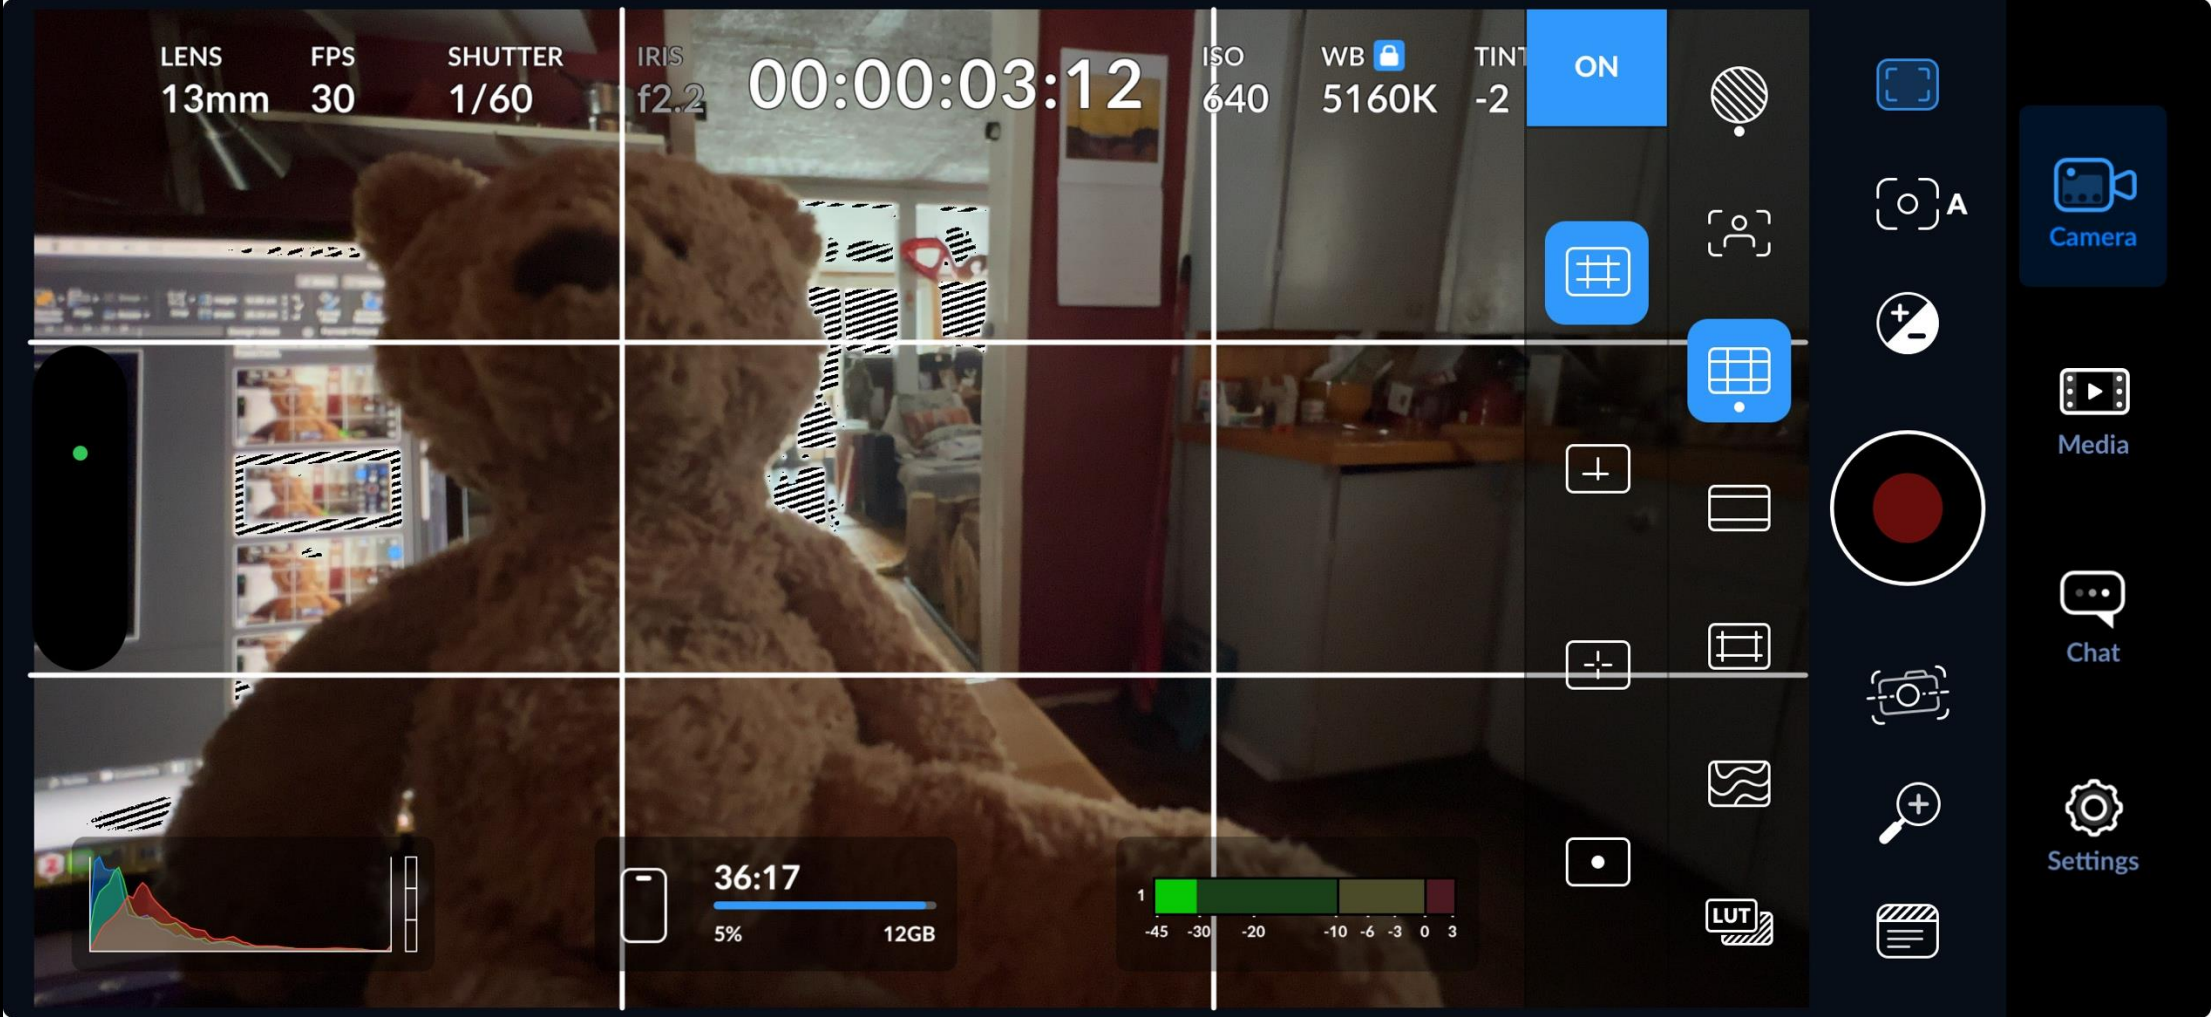 LENS FPS SHUTTER IRIS ISO WB TINT
13mm 30 1/60 f2.2 00:00:03:12 640 5160K -2
ON
A
Camera
Media
Chat
Settings
36:17
5% 12GB
1
-45 -30 -20 -10 -6 -3 0 3
LUT
2